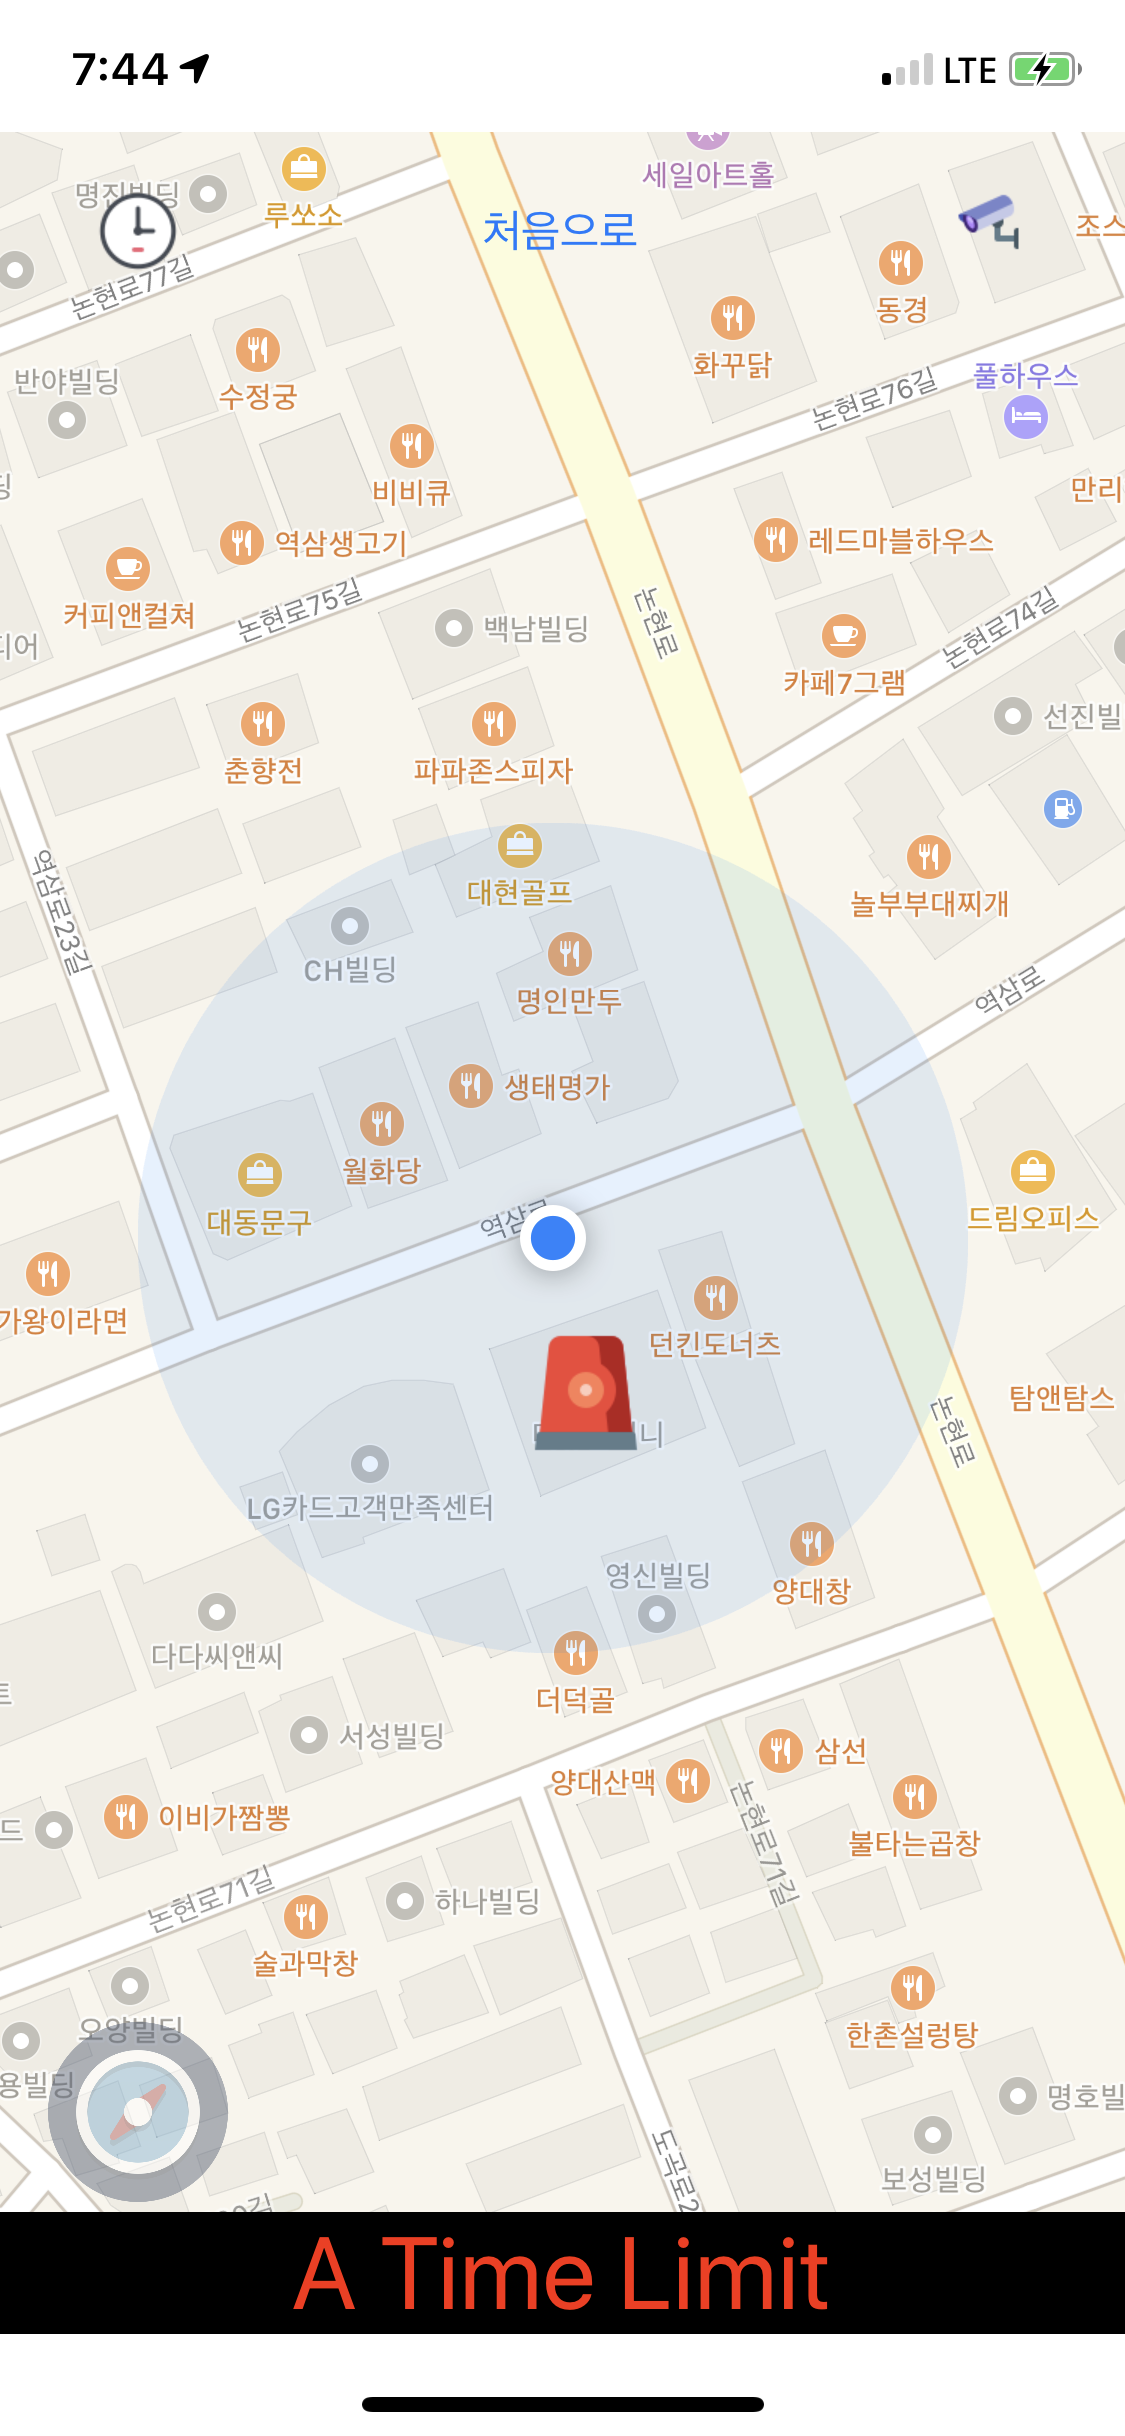 7:44
LTE
세일아트홀
명진빌딩
루쏘소
처음으로
조스
동경
논현로77길
화꾸닭
반야빌딩
수정궁
논현로76길
풀하우스
비비큐
만리
역삼생고기
레드마블하우스
커피앤컬쳐
논현로75길
백남빌딩
논현로
논현로74길
피어
카페7그램
선진빌
춘향전
파파존스피자
역삼로23길
대현골프
놀부부대찌개
CH빌딩
명인만두
역삼로
생태명가
월화당
대동문구
역삼로
드림오피스
가왕이라면
던킨도너츠
탐앤탐스
니
논현로
LG카드고객만족센터
영신빌딩
양대창
다다씨앤씨
트
더덕골
서성빌딩
삼선
양대산맥
이비가짬뽕
드
논현로71길
불타는곱창
논현로71길
하나빌딩
술과막창
오양빌딩
한촌설렁탕
용빌딩
명호빌
도곡로2
보성빌딩
A Time Limit